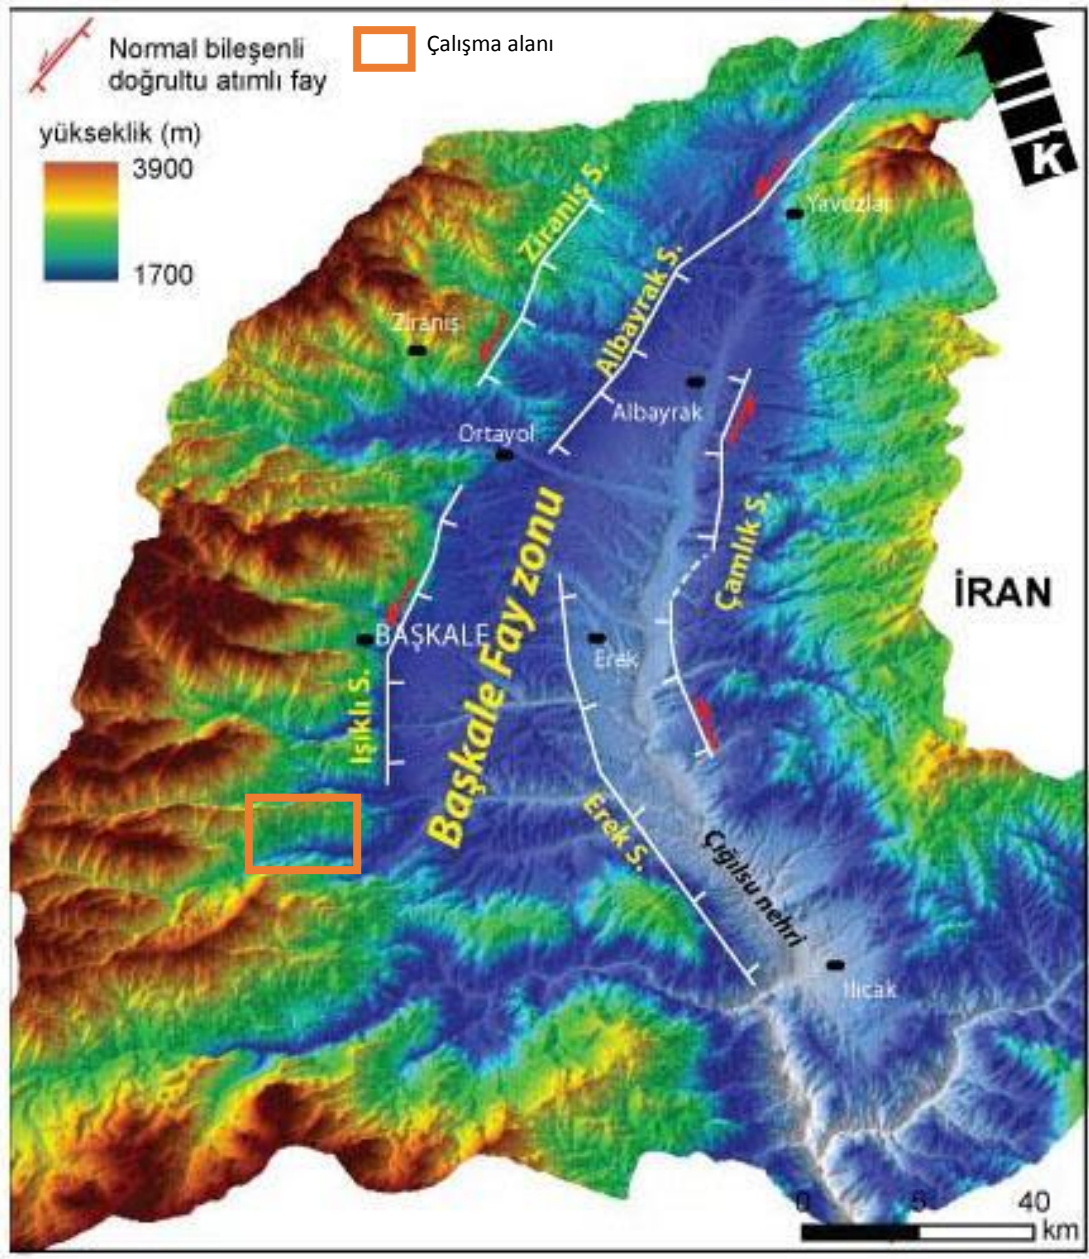 Normal bileşenli
doğrultu atımlı fay
Çalışma alanı
yükseklik (m)
3900
1700
K
Ziraniş S.
Yavuzlar
Albayrak S.
Ziraniş
Albayrak
Ortayol
Çamlık S.
Başkale Fay zonu
İRAN
BAŞKALE
Erek
Işıklı S.
Erek S.
Çığılsu nehri
Ilıcak
0 5 40
km